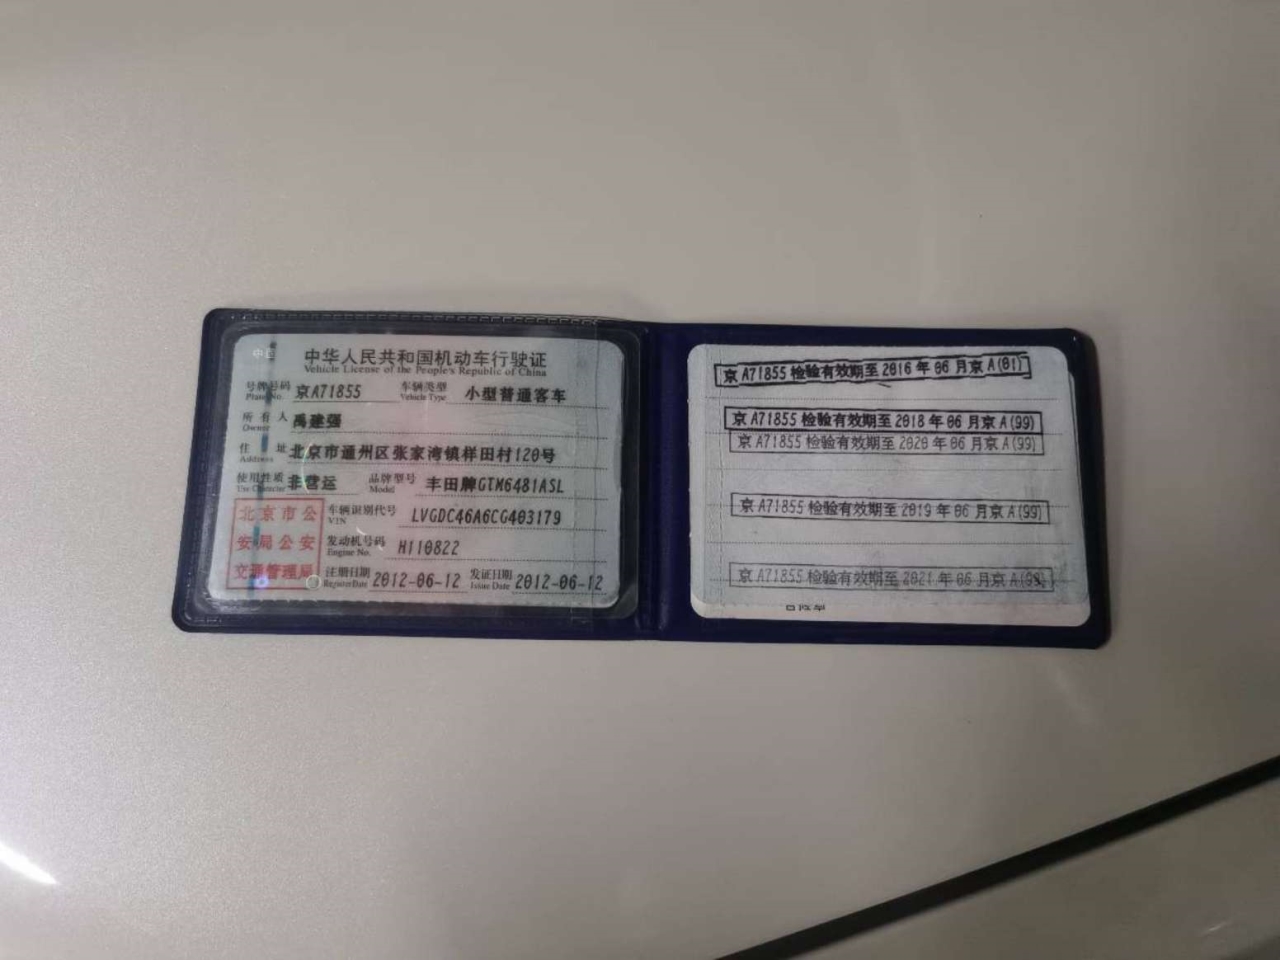 中华人民共和国机动车行驶证
Vehicle License of the People's Republic of China
号牌号码 京A71855 车辆类型 小型普通客车
Plate No. Vehicle Type
所有人 禹建强
Owner
住址 北京市通州区张家湾镇样田村120号
Address
使用性质 非营运 品牌型号 丰田牌GTM6481ASL
Use Character Model
北京市公安局公安交通管理局
车辆识别代号 LVGDC46A6CG403179
VIN
发动机号码 H110822
Engine No.
注册日期 2012-06-12 发证日期 2012-06-12
Register Date Issue Date
京A71855检验有效期至2016年06月京A(01)
京A71855检验有效期至2018年06月京A(99)
京A71855检验有效期至2020年06月京A(99)
京A71855检验有效期至2019年06月京A(99)
京A71855检验有效期至2021年06月京A(99)